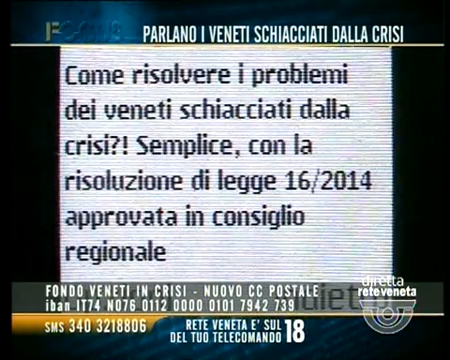 FOCUS
PARLANO I VENETI SCHIACCIATI DALLA CRISI
Come risolvere i problemi
dei veneti schiacciati dalla
crisi?! Semplice, con la
risoluzione di legge 16/2014
approvata in consiglio
regionale
diretta
reteveneta
FONDO VENETI IN CRISI - NUOVO CC POSTALE
iban IT74 N076 0112 0000 0101 7942 739
SMS 340 3218806
RETE VENETA E' SUL
DEL TUO TELECOMANDO 18